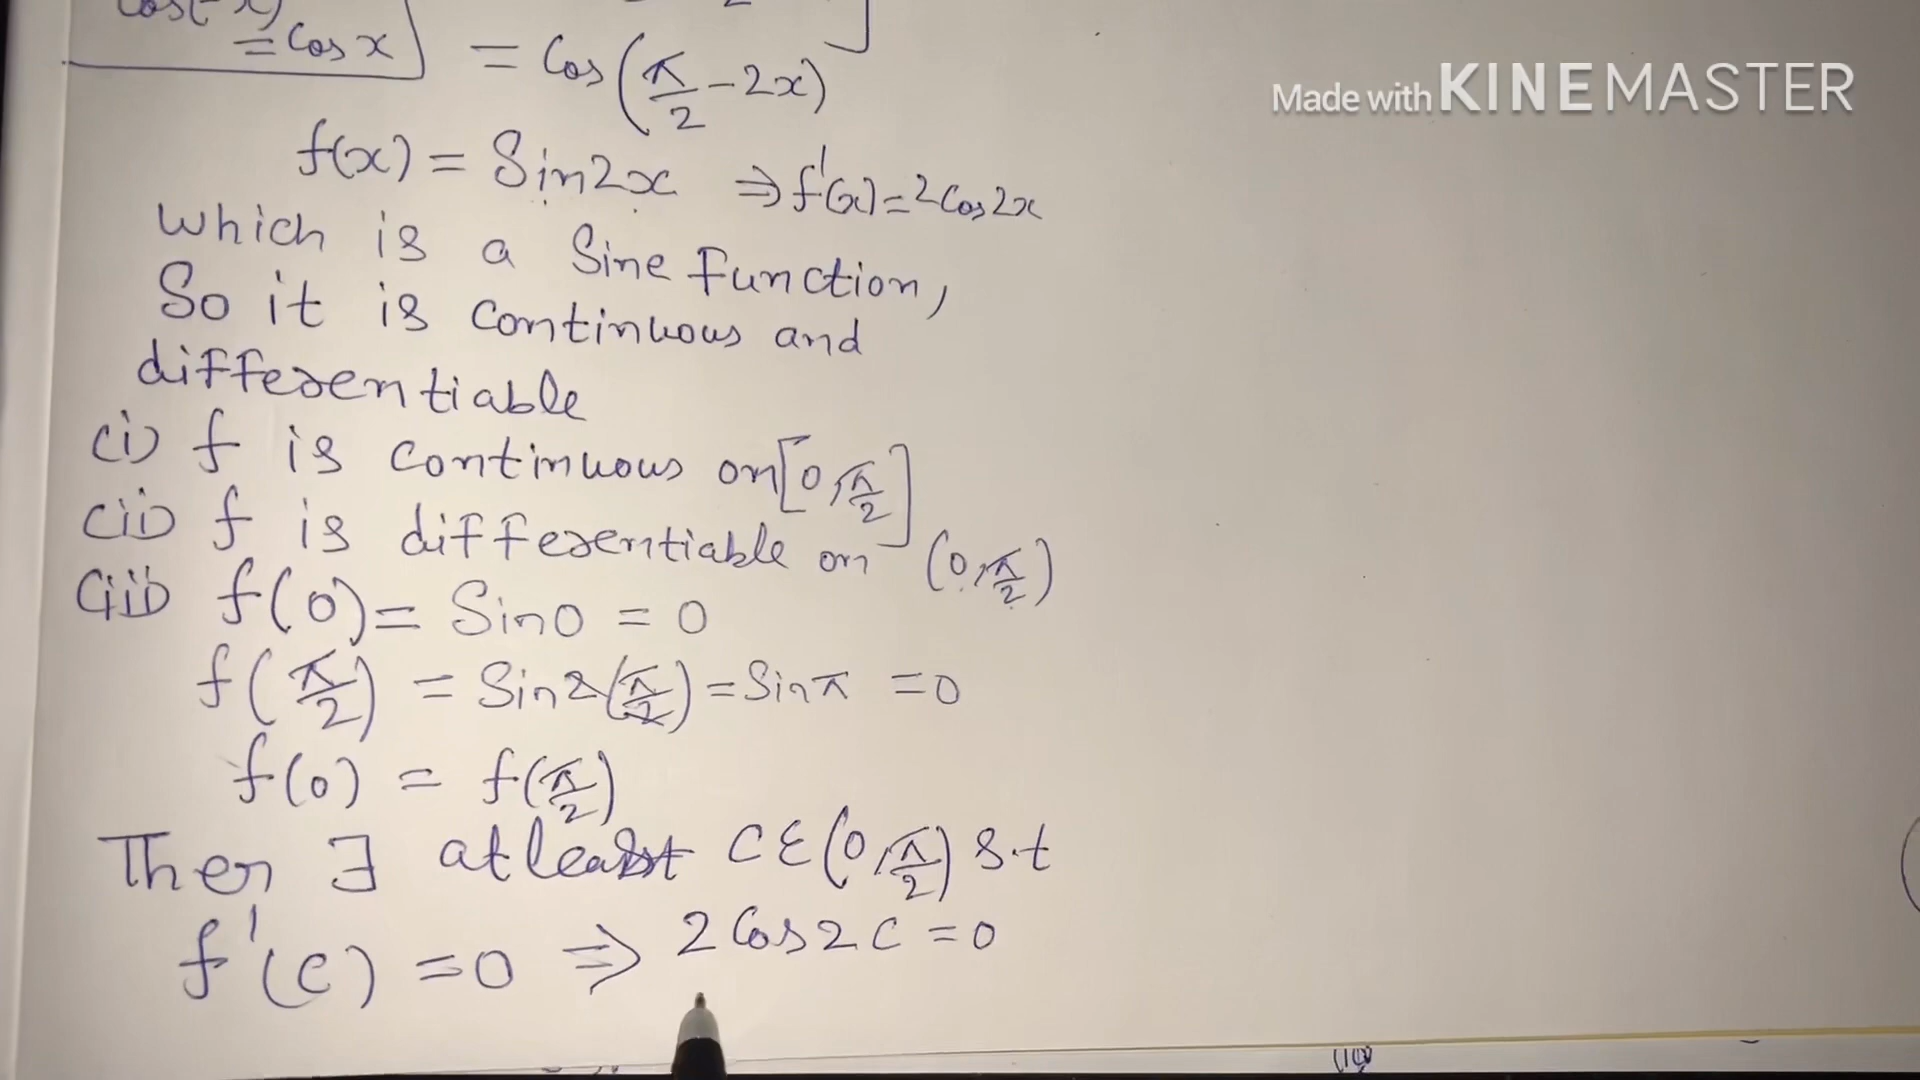 Cos(-x)
= Cos x
= Cos(π/2 - 2x)
Made with KINEMASTER
f(x) = Sin2x ⇒ f'(x) = 2Cos2x
which is a Sine Function,
So it is continuous and
differentiable
(i) f is continuous on [0, π/2]
(ii) f is differentiable on (0, π/2)
(iii) f(0) = Sin0 = 0
f(π/2) = Sin2(π/2) = Sinπ = 0
f(0) = f(π/2)
Then ∃ atleast C ∈ (0, π/2) s.t
f'(c) = 0 ⇒ 2Cos2c = 0